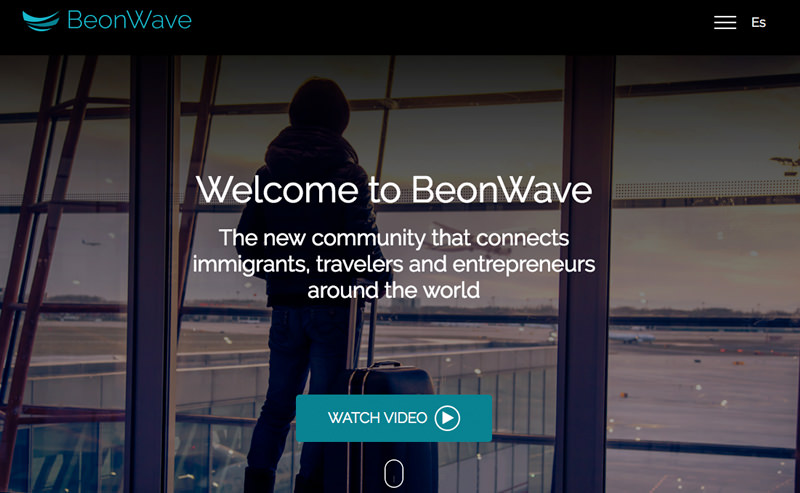 BeonWave
Es
Welcome to BeonWave
The new community that connects
immigrants, travelers and entrepreneurs
around the world
WATCH VIDEO